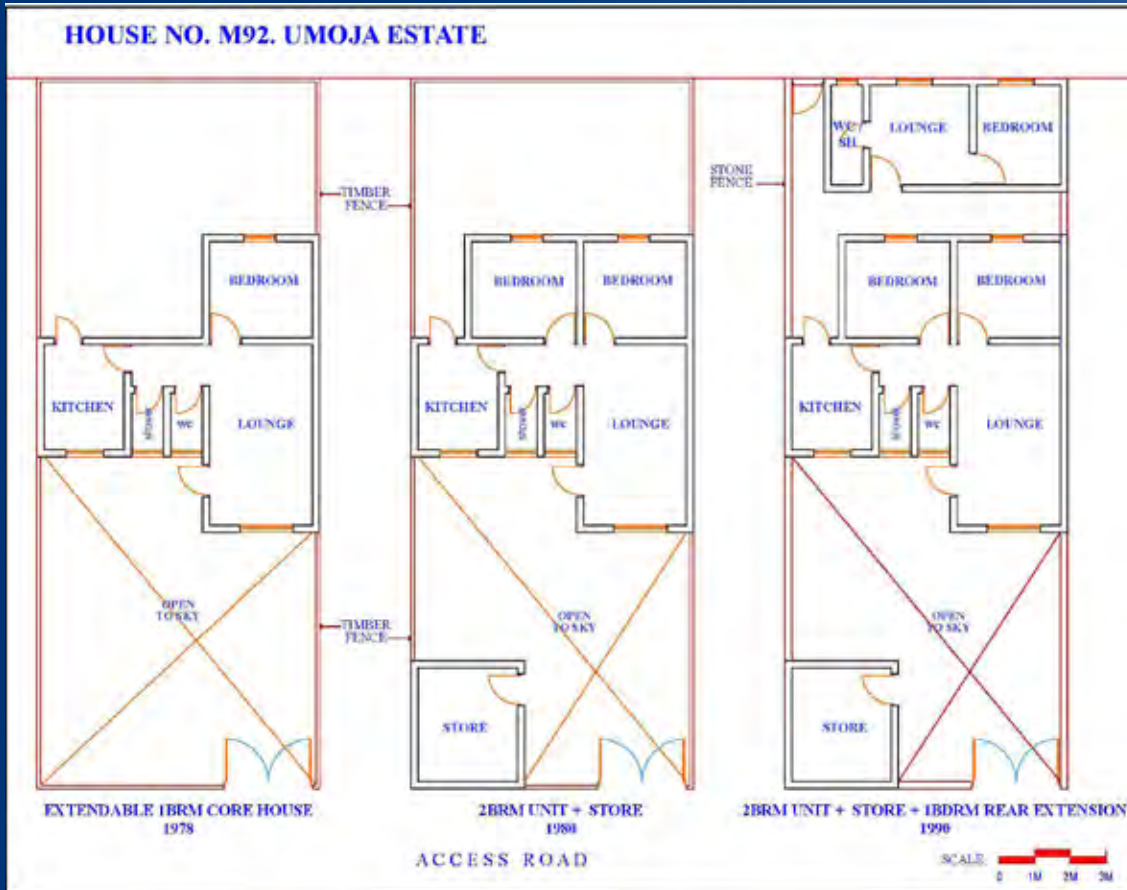 HOUSE NO. M92. UMOJA ESTATE
BEDROOM
KITCHEN
WC
LOUNGE
OPEN
TO SKY
EXTENDABLE 1BRM CORE HOUSE
1978
TIMBER
FENCE
TIMBER
FENCE
BEDROOM
BEDROOM
KITCHEN
WC
LOUNGE
OPEN
TO SKY
STORE
2BRM UNIT + STORE
1980
STONE
FENCE
WC/
SH
LOUNGE
BEDROOM
BEDROOM
BEDROOM
KITCHEN
WC
LOUNGE
OPEN
TO SKY
STORE
2BRM UNIT + STORE + 1BDRM REAR EXTENSION
1990
ACCESS ROAD
SCALE
0 1M 2M 3M